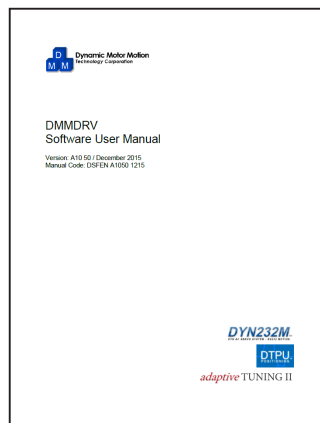 D
M M
Dynamic Motor Motion
Technology Corporation
DMMDRV
Software User Manual
Version: A10 50 / December 2015
Manual Code: DSFEN A1050 1215
DYN232M
DTPU
POSITIONING
adaptive TUNING II